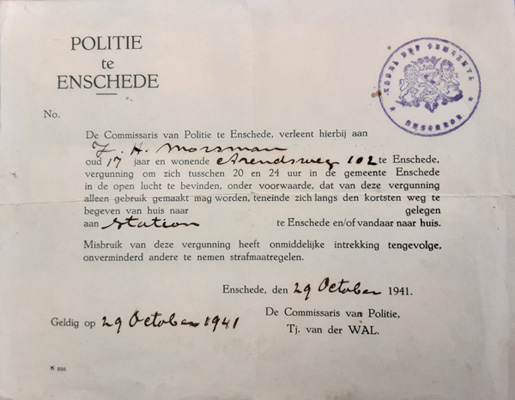 POLITIE
te
ENSCHEDE
No.
De Commissaris van Politie te Enschede, verleent hierbij aan
J. H. Morsman
oud 17 jaar en wonende Arendsweg 102 te Enschede,
vergunning om zich tusschen 20 en 24 uur in de gemeente Enschede
in de open lucht te bevinden, onder voorwaarde, dat van deze vergunning
alleen gebruik gemaakt mag worden, teneinde zich langs den kortsten weg te
begeven van huis naar gelegen
aan Station te Enschede en/of vandaar naar huis.
Misbruik van deze vergunning heeft onmiddelijke intrekking tengevolge,
onverminderd andere te nemen strafmaatregelen.
Enschede, den 29 October 1941.
De Commissaris van Politie,
Geldig op 29 October 1941
Tj. van der WAL.